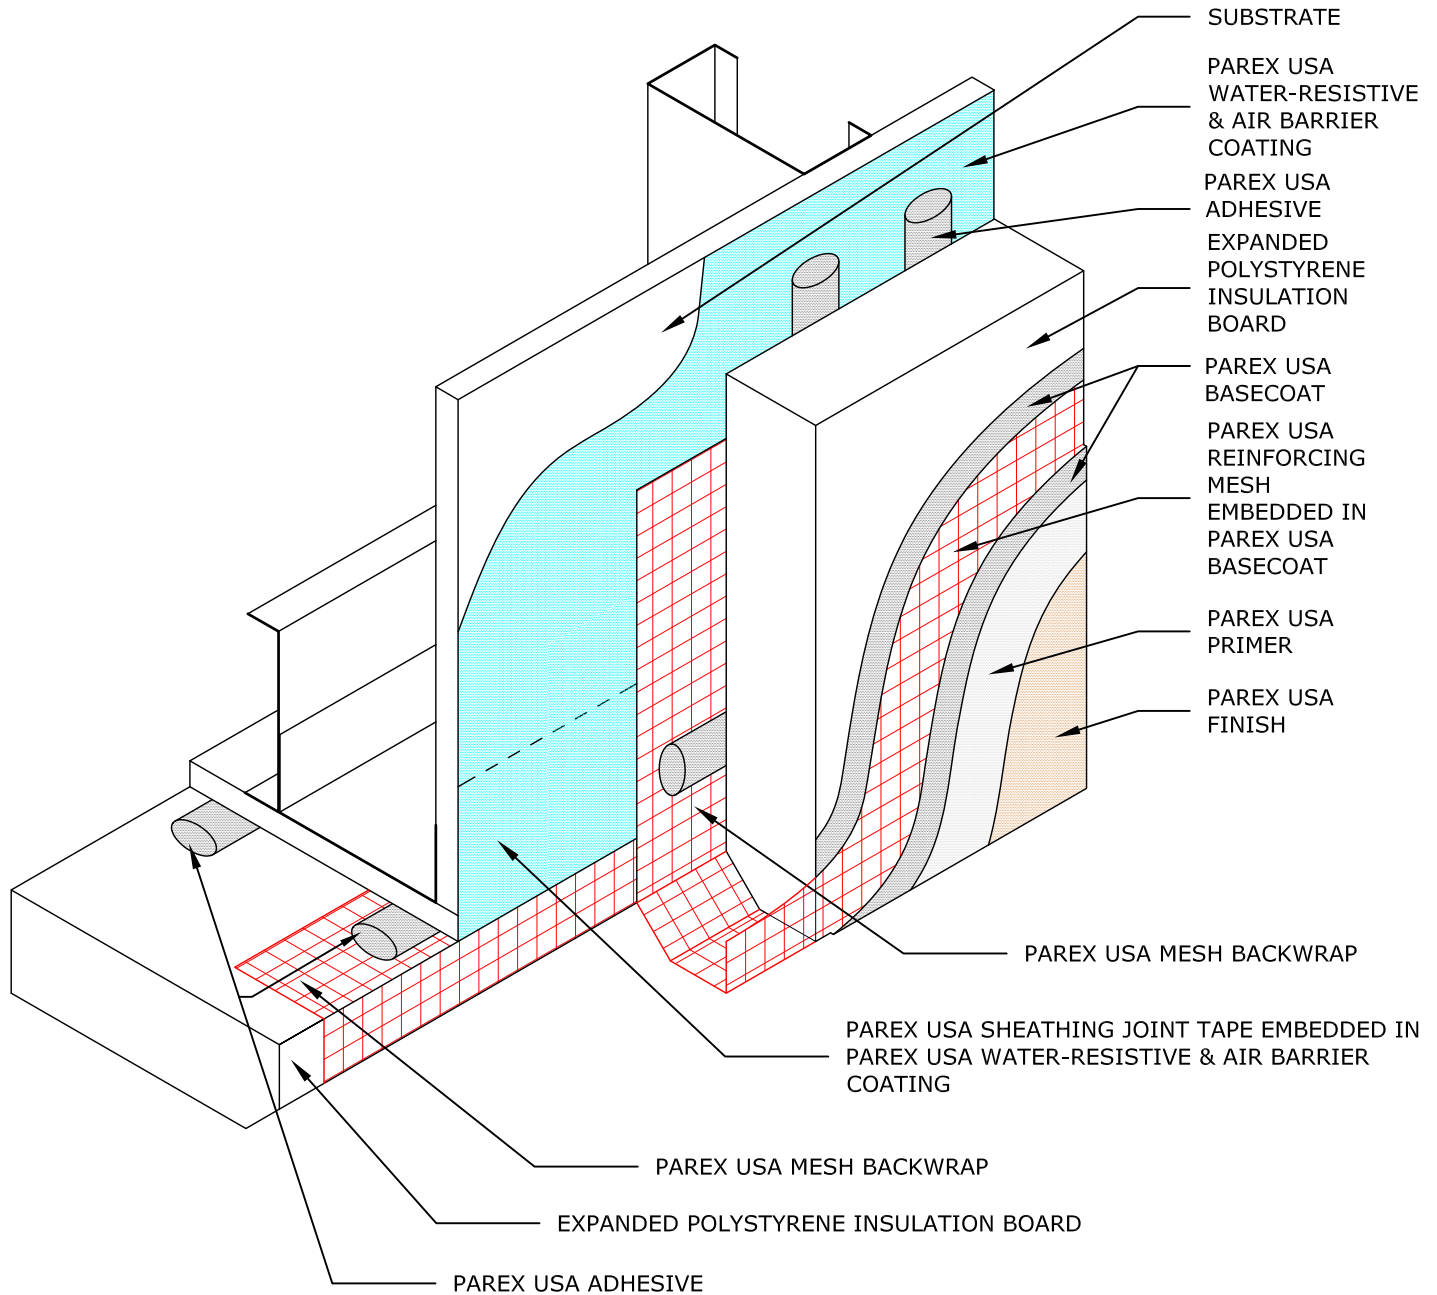 SUBSTRATE
PAREX USA
WATER-RESISTIVE
& AIR BARRIER
COATING
PAREX USA
ADHESIVE
EXPANDED
POLYSTYRENE
INSULATION
BOARD
PAREX USA
BASECOAT
PAREX USA
REINFORCING
MESH
EMBEDDED IN
PAREX USA
BASECOAT
PAREX USA
PRIMER
PAREX USA
FINISH
PAREX USA MESH BACKWRAP
PAREX USA SHEATHING JOINT TAPE EMBEDDED IN
PAREX USA WATER-RESISTIVE & AIR BARRIER
COATING
PAREX USA MESH BACKWRAP
EXPANDED POLYSTYRENE INSULATION BOARD
PAREX USA ADHESIVE